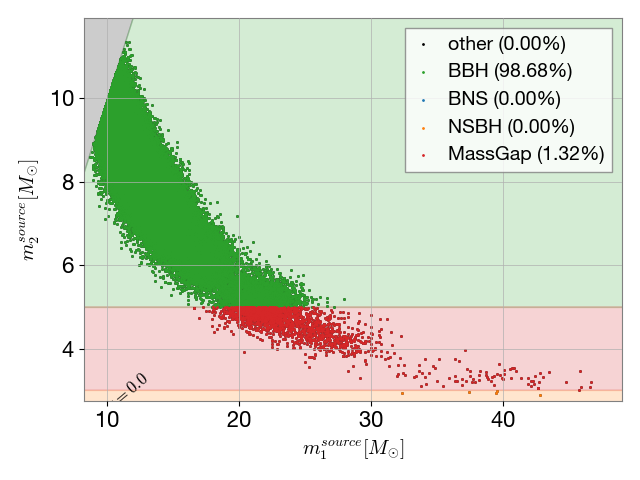 other (0.00%)
BBH (98.68%)
BNS (0.00%)
NSBH (0.00%)
MassGap (1.32%)
10
8
6
4
m_2^{source}[M_⊙]
= 0.0
10 20 30 40
m_1^{source}[M_⊙]